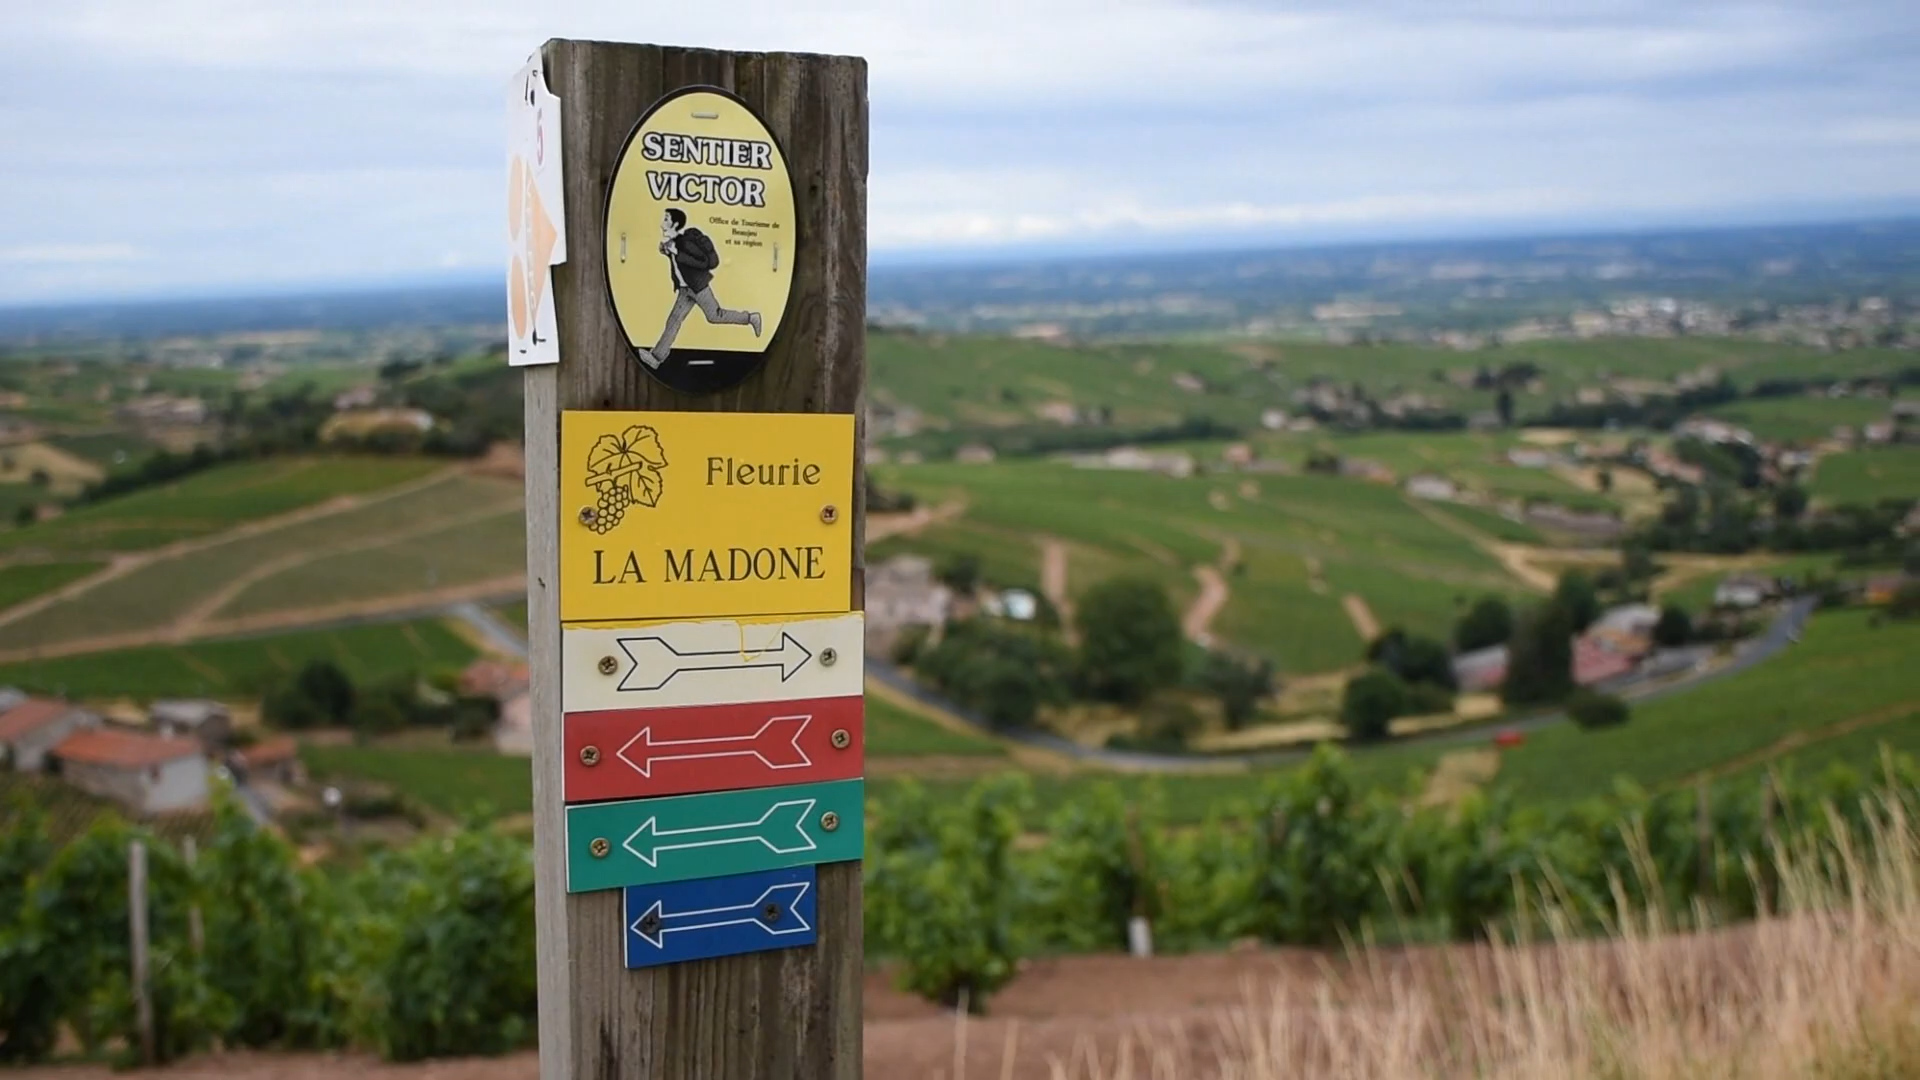 SENTIER
VICTOR
Office de Tourisme de
Beaujeu
et sa région
Fleurie
LA MADONE